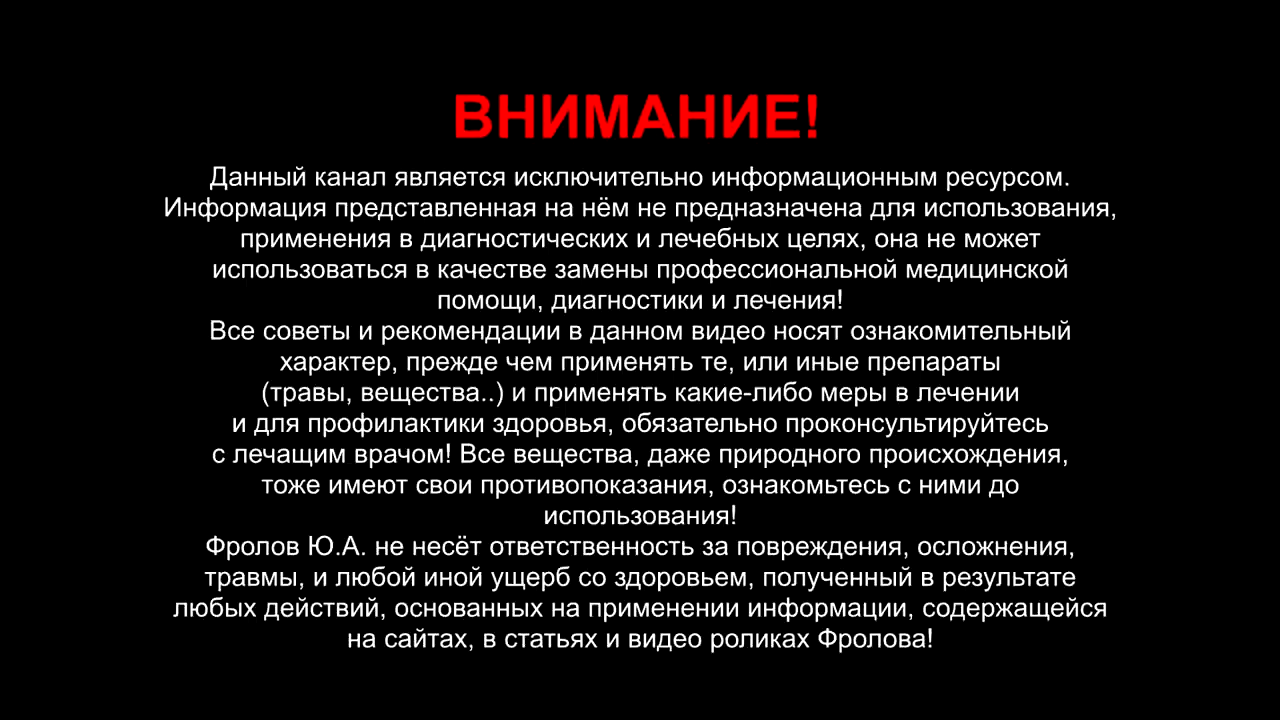 ВНИМАНИЕ!
Данный канал является исключительно информационным ресурсом.
Информация представленная на нём не предназначена для использования,
применения в диагностических и лечебных целях, она не может
использоваться в качестве замены профессиональной медицинской
помощи, диагностики и лечения!
Все советы и рекомендации в данном видео носят ознакомительный
характер, прежде чем применять те, или иные препараты
(травы, вещества..) и применять какие-либо меры в лечении
и для профилактики здоровья, обязательно проконсультируйтесь
с лечащим врачом! Все вещества, даже природного происхождения,
тоже имеют свои противопоказания, ознакомьтесь с ними до
использования!
Фролов Ю.А. не несёт ответственность за повреждения, осложнения,
травмы, и любой иной ущерб со здоровьем, полученный в результате
любых действий, основанных на применении информации, содержащейся
на сайтах, в статьях и видео роликах Фролова!